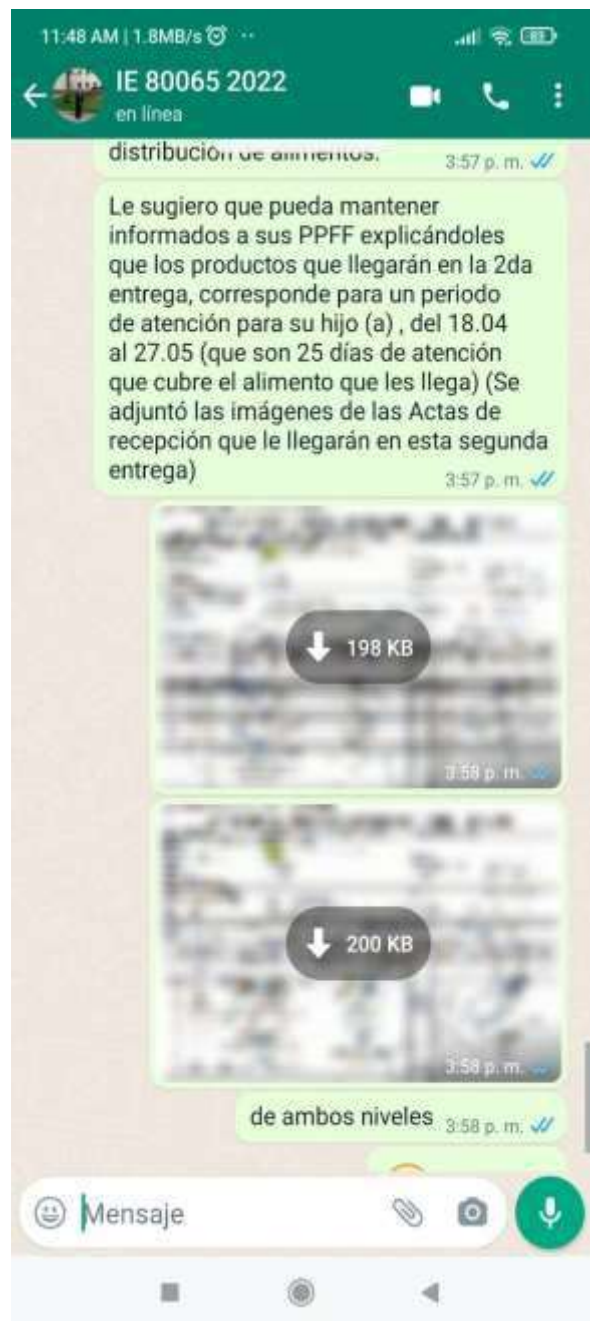 11:48 AM | 1.8MB/s
83
IE 80065 2022
en línea
distribución de alimentos.
3:57 p. m.
Le sugiero que pueda mantener
informados a sus PPFF explicándoles
que los productos que llegarán en la 2da
entrega, corresponde para un periodo
de atención para su hijo (a) , del 18.04
al 27.05 (que son 25 días de atención
que cubre el alimento que les llega) (Se
adjuntó las imágenes de las Actas de
recepción que le llegarán en esta segunda
entrega)
3:57 p. m.
198 KB
3:58 p. m.
200 KB
3:58 p. m.
de ambos niveles
3:58 p. m.
Mensaje